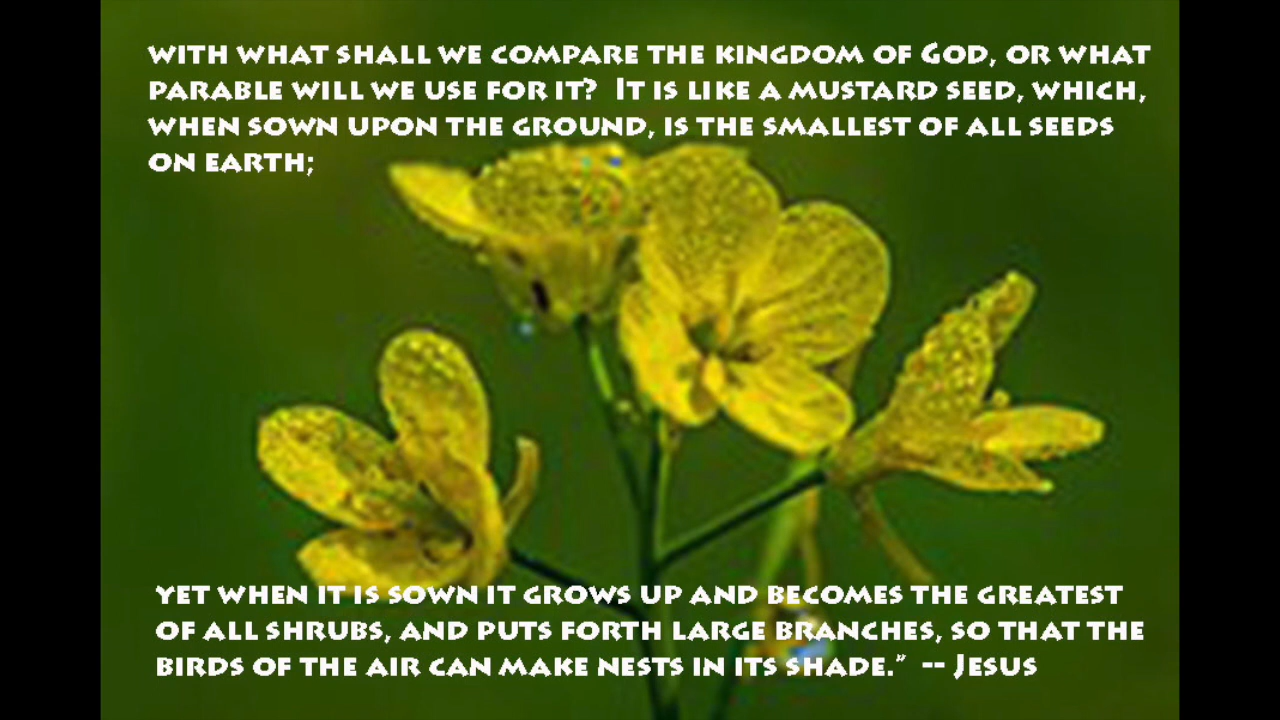 WITH WHAT SHALL WE COMPARE THE KINGDOM OF GOD, OR WHAT
PARABLE WILL WE USE FOR IT? IT IS LIKE A MUSTARD SEED, WHICH,
WHEN SOWN UPON THE GROUND, IS THE SMALLEST OF ALL SEEDS
ON EARTH;
YET WHEN IT IS SOWN IT GROWS UP AND BECOMES THE GREATEST
OF ALL SHRUBS, AND PUTS FORTH LARGE BRANCHES, SO THAT THE
BIRDS OF THE AIR CAN MAKE NESTS IN ITS SHADE.” -- JESUS